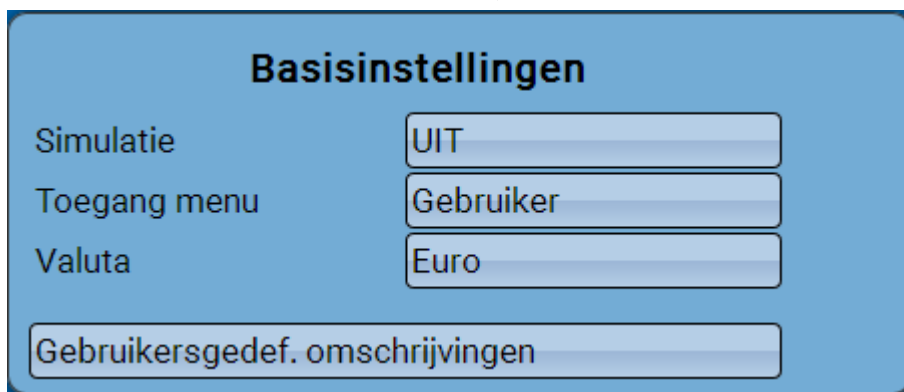 Basisinstellingen
Simulatie UIT
Toegang menu Gebruiker
Valuta Euro
Gebruikersgedef. omschrijvingen